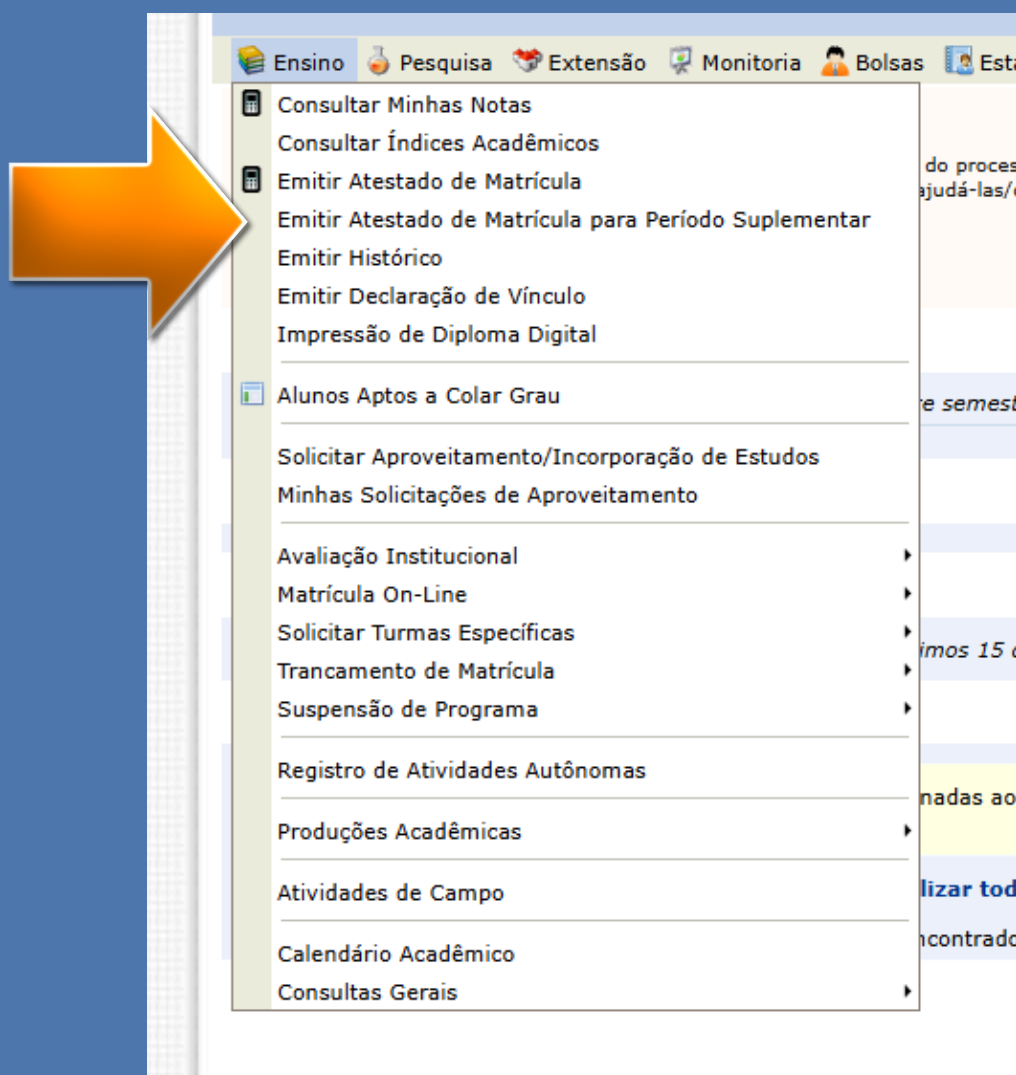 Ensino Pesquisa Extensão Monitoria Bolsas
Consultar Minhas Notas
Consultar Índices Acadêmicos
do
Emitir Atestado de Matrícula
Emitir Atestado de Matrícula para Período Suplementar
Emitir Histórico
Emitir Declaração de Vínculo
Impressão de Diploma Digital
Alunos Aptos a Colar Grau
Solicitar Aproveitamento/Incorporação de Estudos
Minhas Solicitações de Aproveitamento
Avaliação Institucional
Matrícula On-Line
Solicitar Turmas Específicas
15
Trancamento de Matrícula
Suspensão de Programa
Registro de Atividades Autônomas
ao
Produções Acadêmicas
Atividades de Campo
Calendário Acadêmico
Consultas Gerais